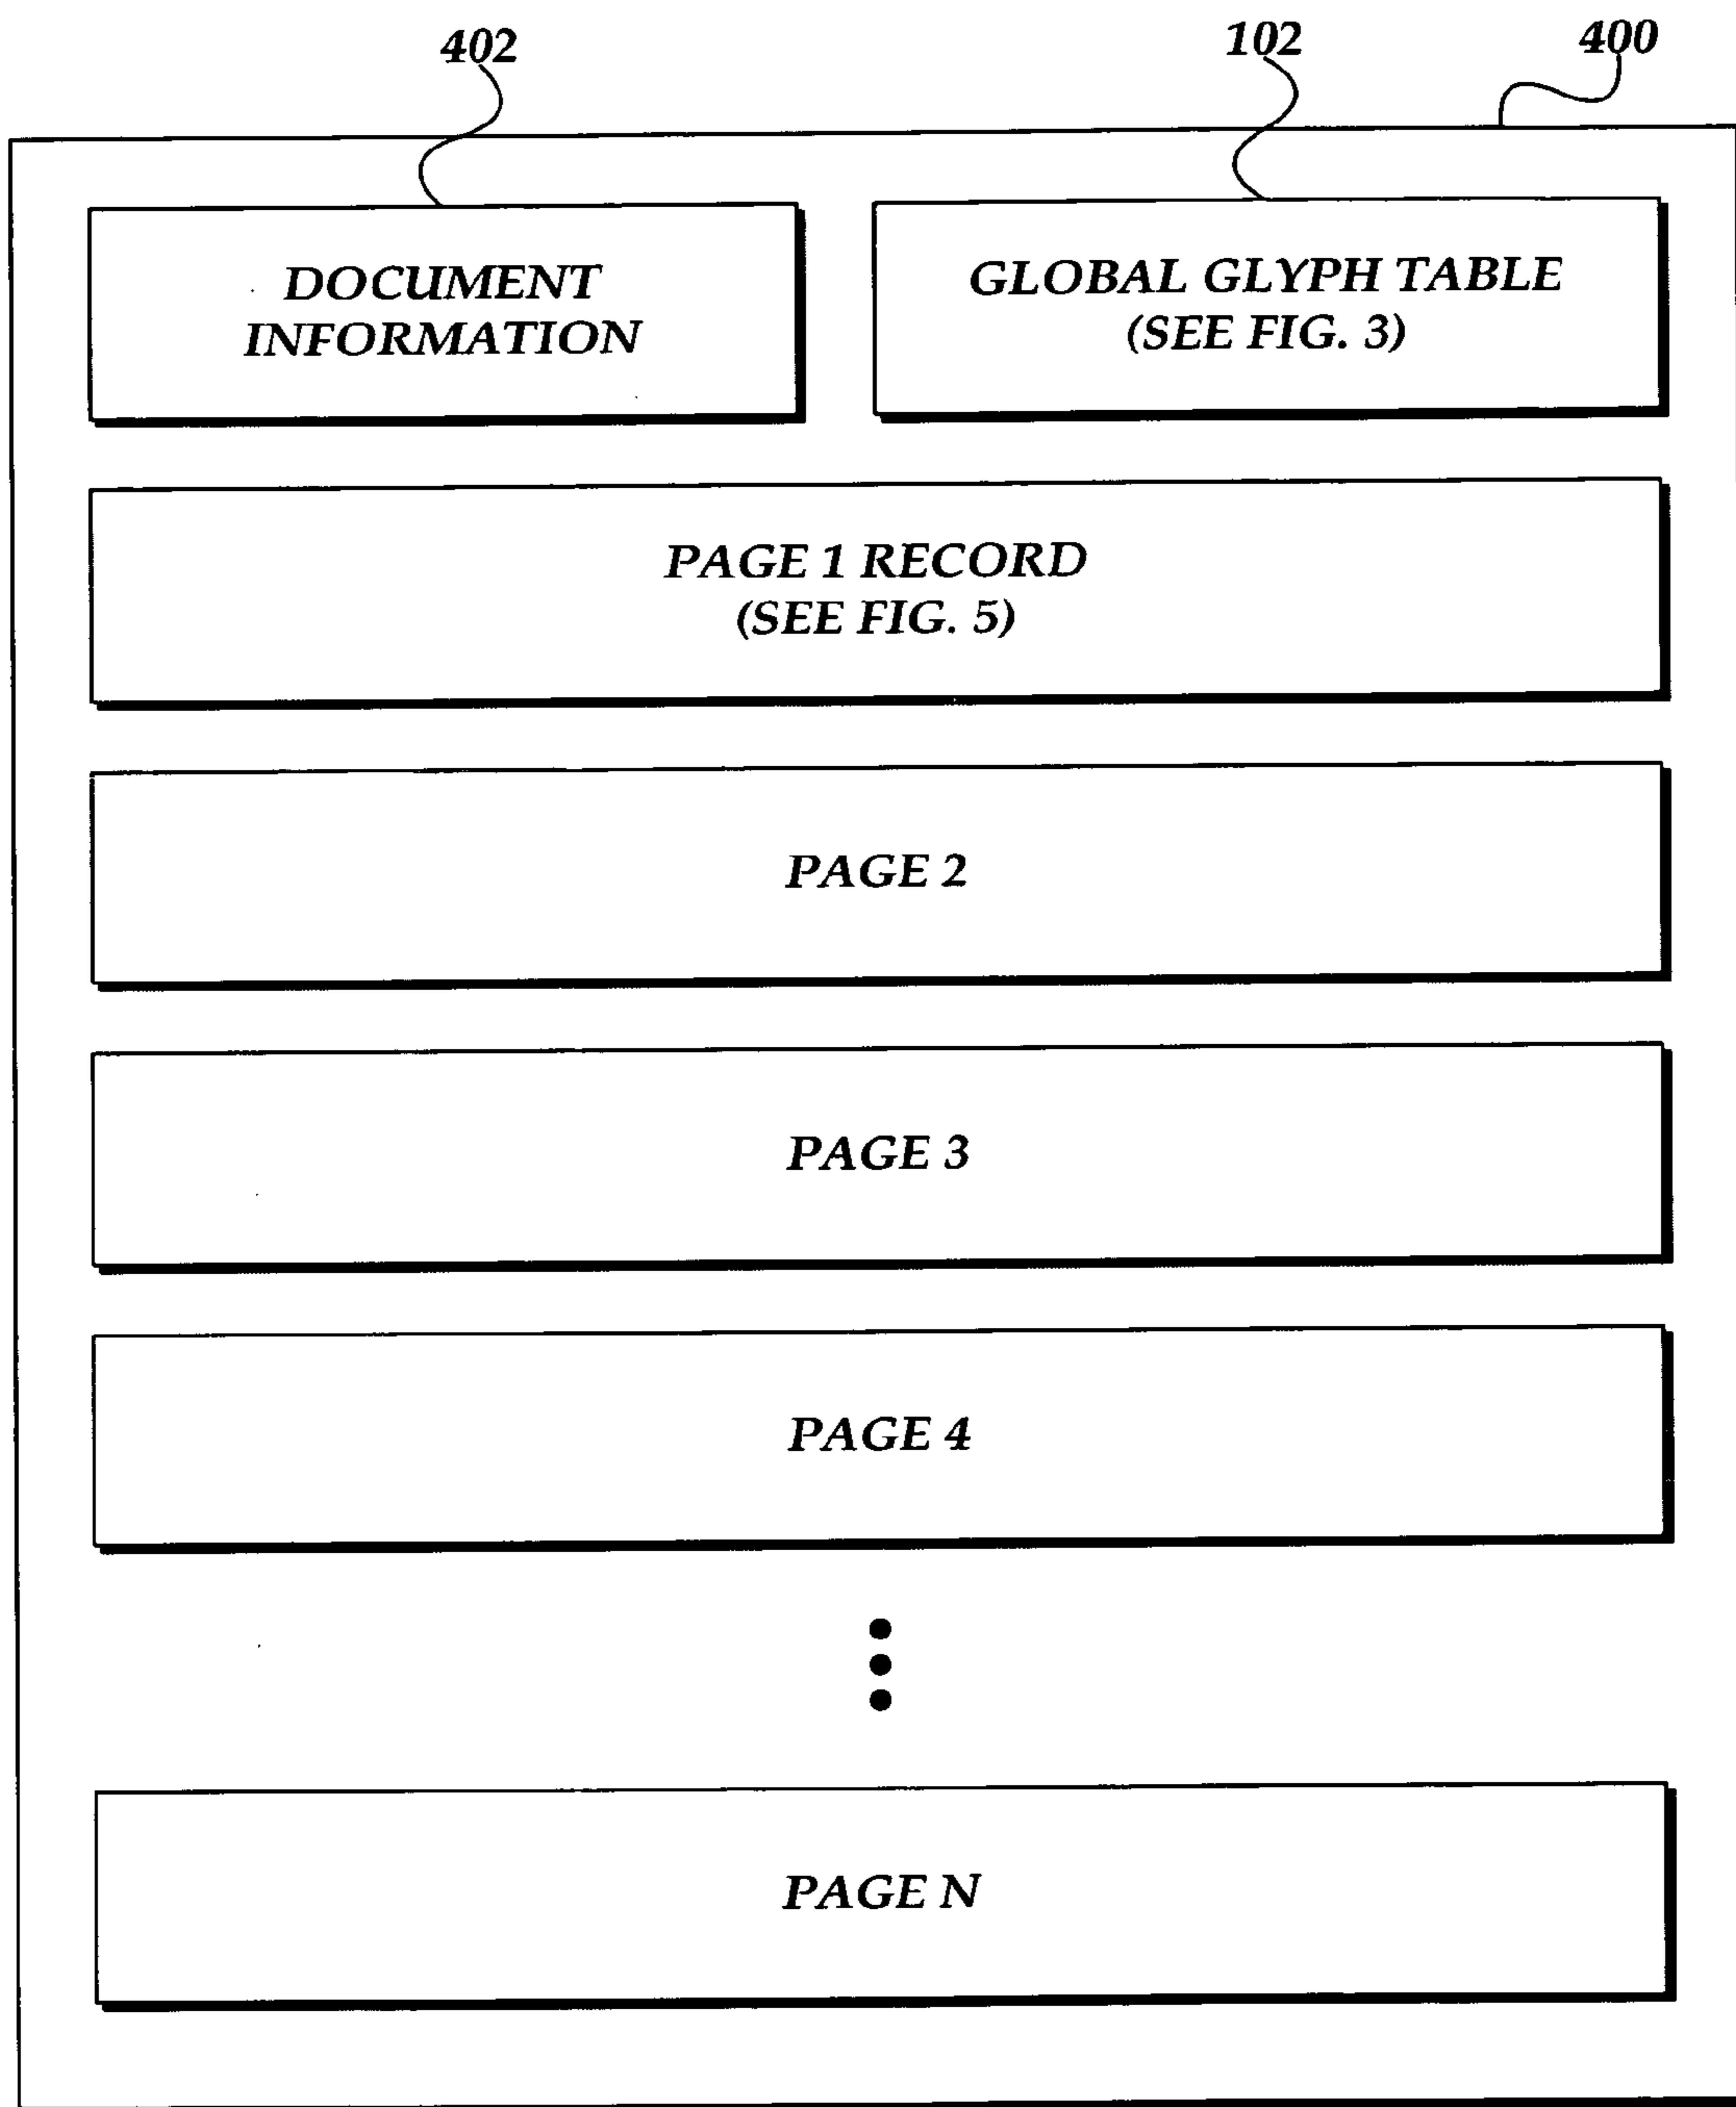 402
102
400
DOCUMENT
INFORMATION
GLOBAL GLYPH TABLE
(SEE FIG. 3)
PAGE 1 RECORD
(SEE FIG. 5)
PAGE 2
PAGE 3
PAGE 4
PAGE N